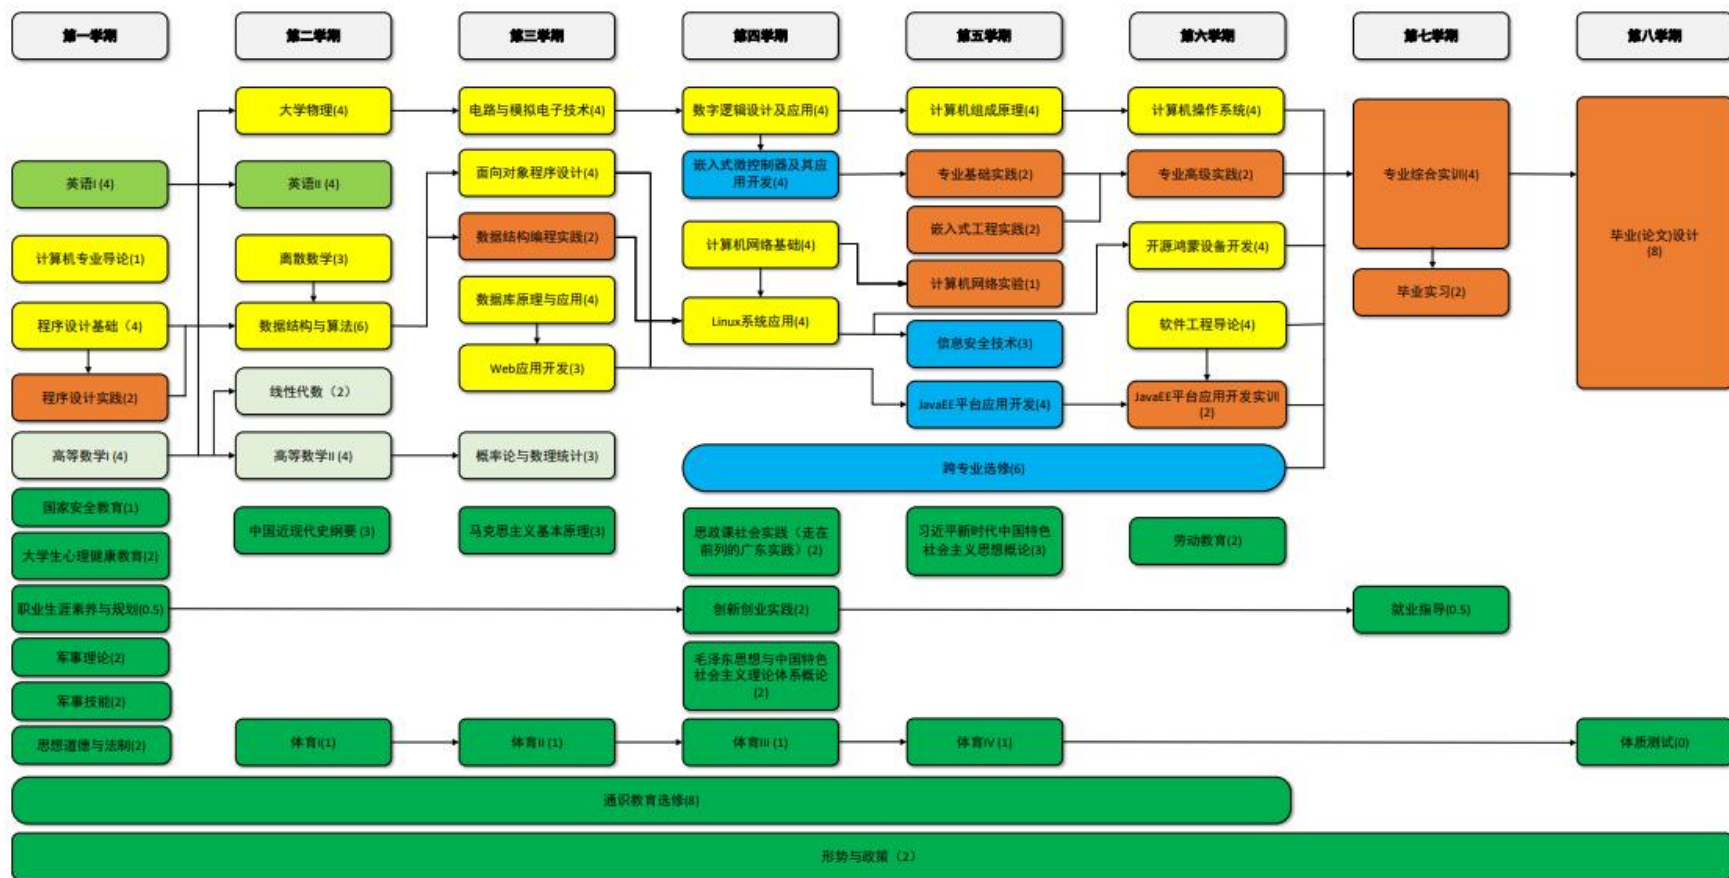 第一学期
第二学期
第三学期
第四学期
第五学期
第六学期
第七学期
第八学期
大学物理(4)
电路与模拟电子技术(4)
数字逻辑设计及应用(4)
计算机组成原理(4)
计算机操作系统(4)
英语I (4)
英语II (4)
面向对象程序设计(4)
嵌入式微控制器及其应
用开发(4)
专业基础实践(2)
专业高级实践(2)
专业综合实训(4)
毕业(论文)设计
(8)
计算机专业导论(1)
离散数学(3)
数据结构编程实践(2)
计算机网络基础(4)
嵌入式工程实践(2)
开源鸿蒙设备开发(4)
计算机网络实验(1)
毕业实习(2)
数据库原理与应用(4)
程序设计基础（4)
数据结构与算法(6)
Linux系统应用(4)
信息安全技术(3)
软件工程导论(4)
Web应用开发(3)
程序设计实践(2)
线性代数（2）
JavaEE平台应用开发(4)
JavaEE平台应用开发实训
(2)
高等数学I (4)
高等数学II (4)
概率论与数理统计(3)
跨专业选修(6)
国家安全教育(1)
中国近现代史纲要 (3)
马克思主义基本原理(3)
思政课社会实践（走在
前列的广东实践）(2)
习近平新时代中国特色
社会主义思想概论(3)
劳动教育(2)
大学生心理健康教育(2)
职业生涯素养与规划(0.5)
创新创业实践(2)
就业指导(0.5)
军事理论(2)
毛泽东思想与中国特色
社会主义理论体系概论
(2)
军事技能(2)
思想道德与法制(2)
体育I(1)
体育II (1)
体育III (1)
体育IV (1)
体质测试(0)
通识教育选修(8)
形势与政策（2）